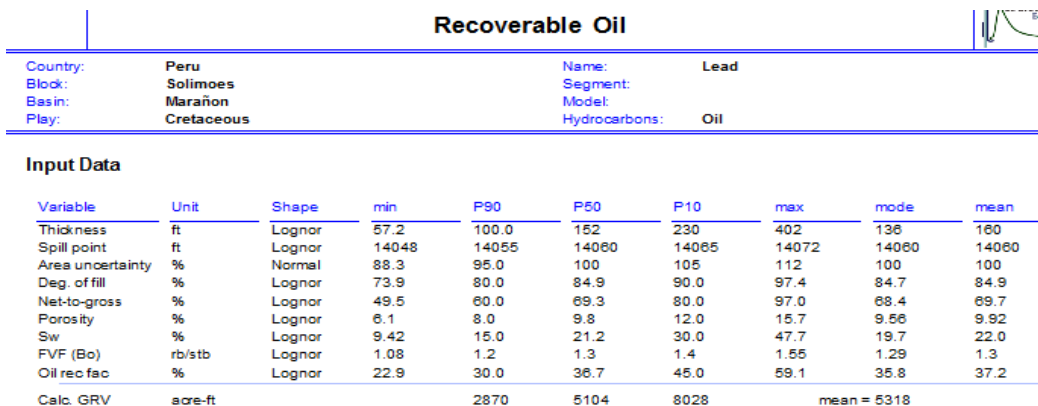 Recoverable Oil
Country: Peru Name: Lead
Block: Solimoes Segment:
Basin: Marañon Model:
Play: Cretaceous Hydrocarbons: Oil
Input Data
Variable Unit Shape min P90 P50 P10 max mode mean
Thickness ft Lognor 57.2 100.0 152 230 402 136 160
Spill point ft Lognor 14048 14055 14060 14065 14072 14060 14060
Area uncertainty % Normal 88.3 95.0 100 105 112 100 100
Deg. of fill % Lognor 73.9 80.0 84.9 90.0 97.4 84.7 84.9
Net-to-gross % Lognor 49.5 60.0 69.3 80.0 97.0 68.4 69.7
Porosity % Lognor 6.1 8.0 9.8 12.0 15.7 9.56 9.92
Sw % Lognor 9.42 15.0 21.2 30.0 47.7 19.7 22.0
FVF (Bo) rb/stb Lognor 1.08 1.2 1.3 1.4 1.55 1.29 1.3
Oil rec fac % Lognor 22.9 30.0 36.7 45.0 59.1 35.8 37.2
Calc. GRV acre-ft 2870 5104 8028 mean = 5318